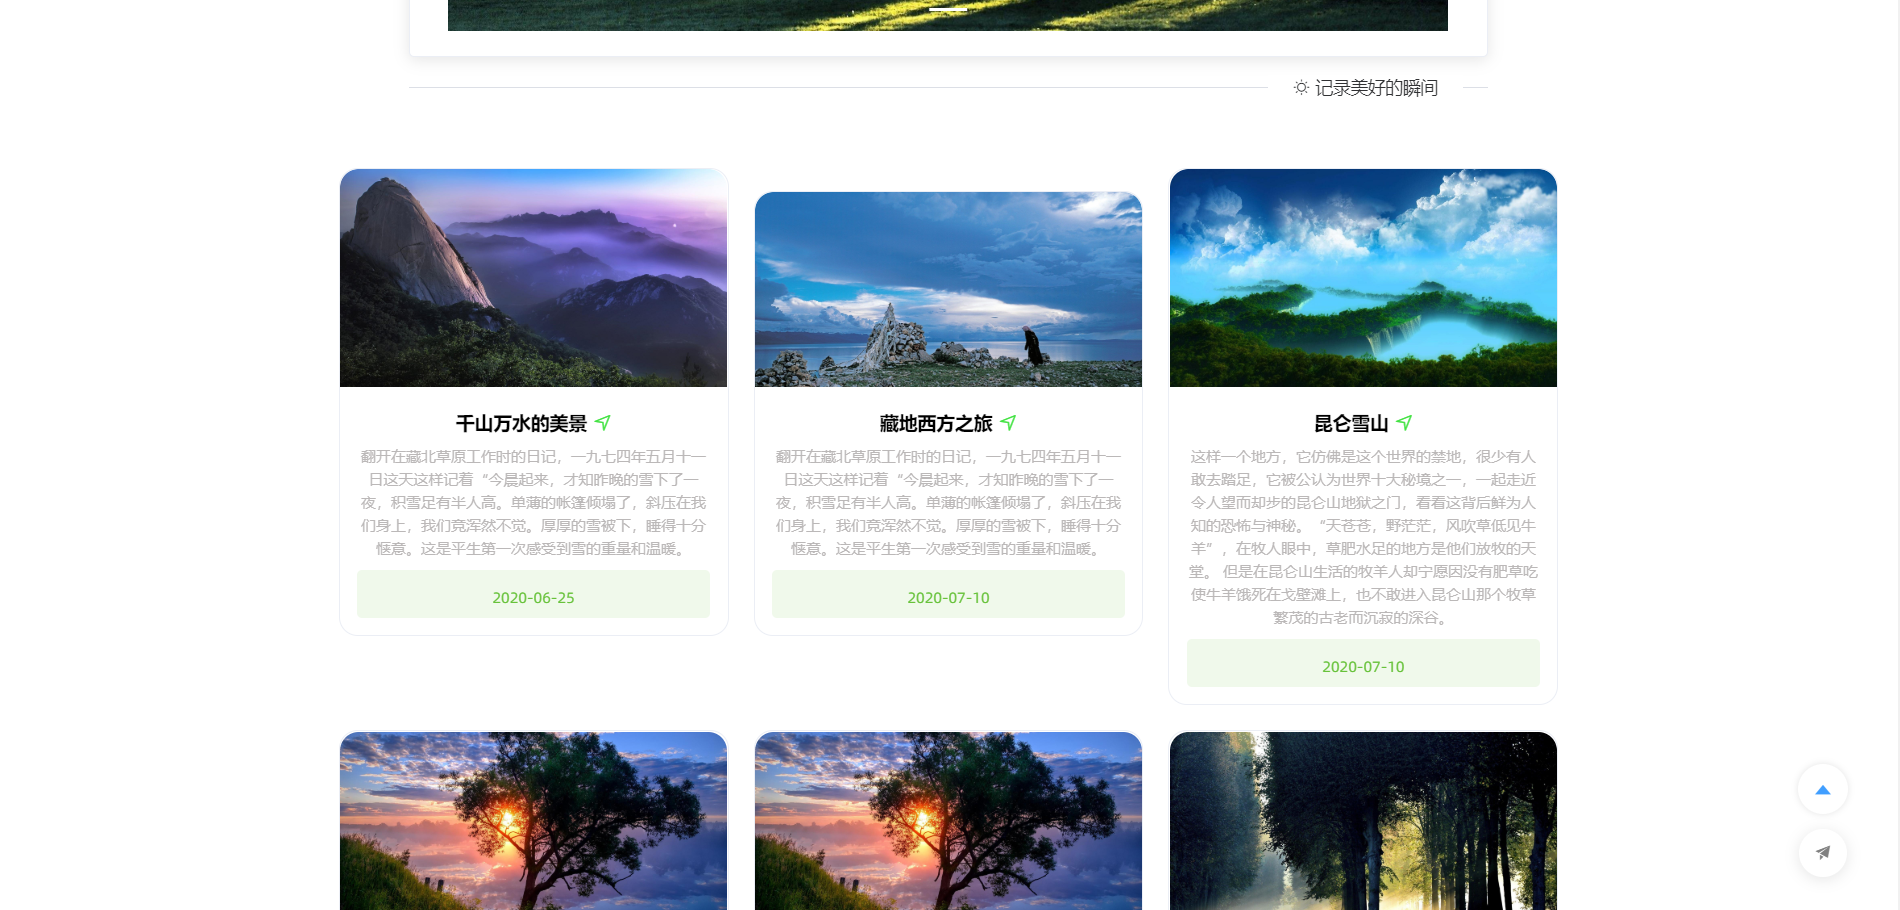 记录美好的瞬间
千山万水的美景
翻开在藏北草原工作时的日记，一九七四年五月十一
日这天这样记着“今晨起来，才知昨晚的雪下了一
夜，积雪足有半人高。单薄的帐篷倾塌了，斜压在我
们身上，我们竟浑然不觉。厚厚的雪被下，睡得十分
惬意。这是平生第一次感受到雪的重量和温暖。
2020-06-25
藏地西方之旅
翻开在藏北草原工作时的日记，一九七四年五月十一
日这天这样记着“今晨起来，才知昨晚的雪下了一
夜，积雪足有半人高。单薄的帐篷倾塌了，斜压在我
们身上，我们竟浑然不觉。厚厚的雪被下，睡得十分
惬意。这是平生第一次感受到雪的重量和温暖。
2020-07-10
昆仑雪山
这样一个地方，它仿佛是这个世界的禁地，很少有人
敢去踏足，它被公认为世界十大秘境之一，一起走近
令人望而却步的昆仑山地狱之门，看看这背后鲜为人
知的恐怖与神秘。“天苍苍，野茫茫，风吹草低见牛
羊”，在牧人眼中，草肥水足的地方是他们放牧的天
堂。 但是在昆仑山生活的牧羊人却宁愿因没有肥草吃
使牛羊饿死在戈壁滩上，也不敢进入昆仑山那个牧草
繁茂的古老而沉寂的深谷。
2020-07-10